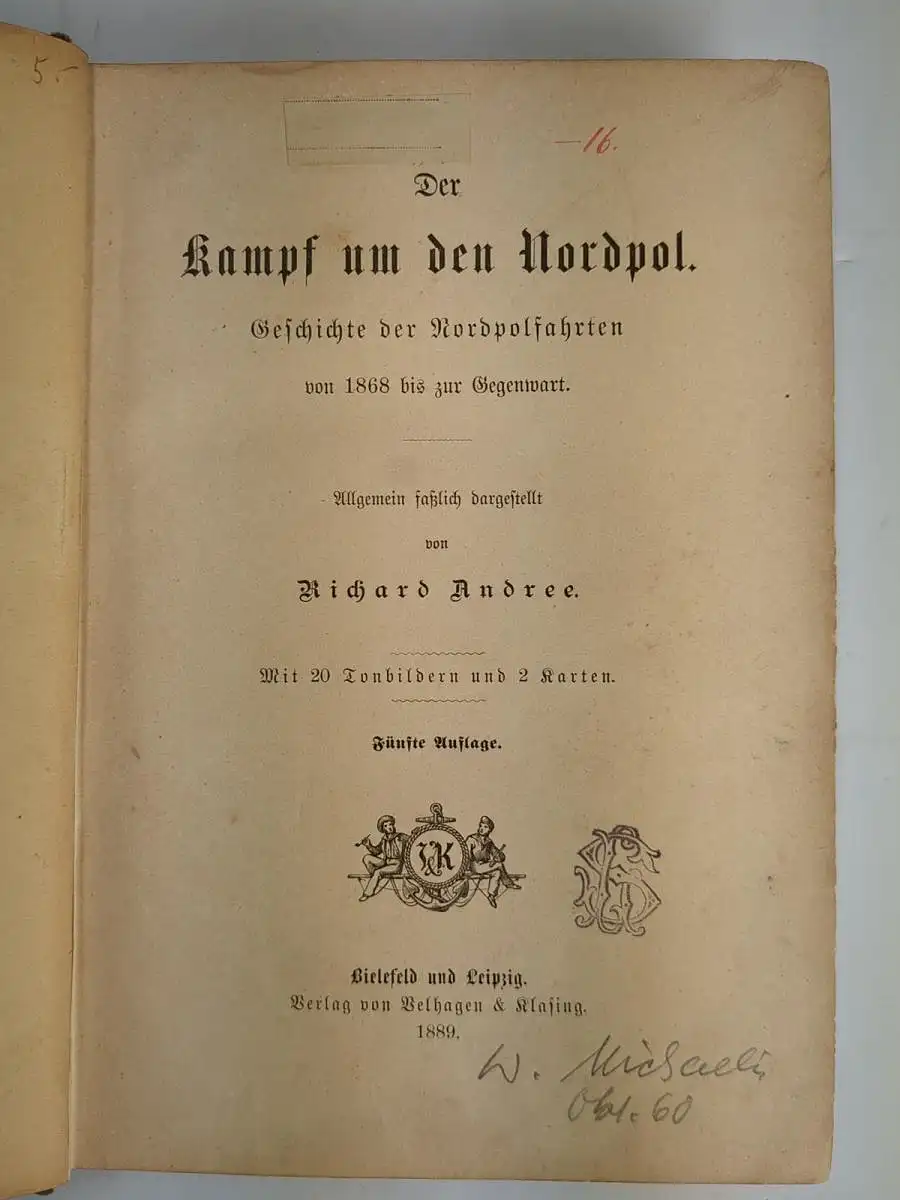 5.-
—16.
Der
Kampf um den Nordpol.
Geschichte der Nordpolfahrten
von 1868 bis zur Gegenwart.
Allgemein faßlich dargestellt
von
Richard Andree.
Mit 20 Tonbildern und 2 Karten.
Fünfte Auflage.
V&K
Bielefeld und Leipzig.
Verlag von Velhagen & Klasing.
1889.
W. Michaelis
Okt. 60